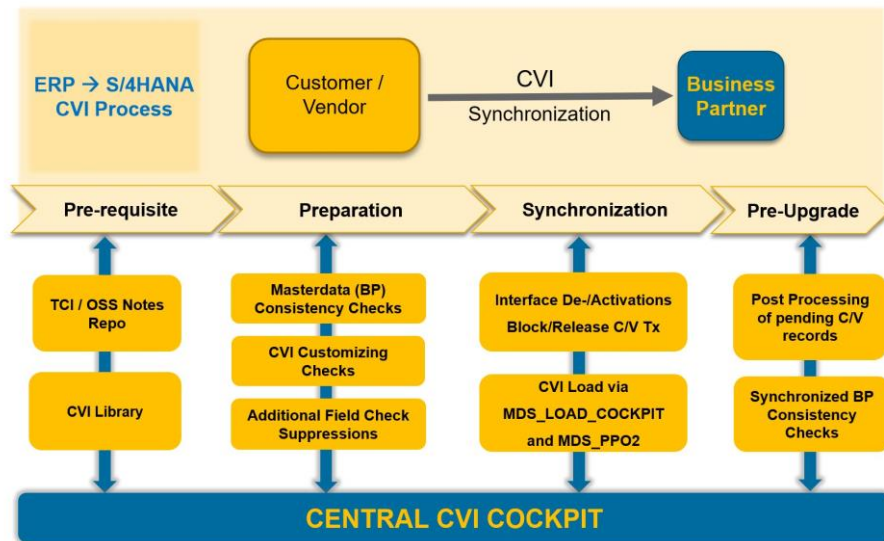 ERP → S/4HANA
CVI Process
Customer /
Vendor
CVI
Synchronization
Business
Partner
Pre-requisite
Preparation
Synchronization
Pre-Upgrade
TCI / OSS Notes
Repo
CVI Library
Masterdata (BP)
Consistency Checks
CVI Customizing
Checks
Additional Field Check
Suppressions
Interface De-/Activations
Block/Release C/V Tx
CVI Load via
MDS_LOAD_COCKPIT
and MDS_PPO2
Post Processing
of pending C/V
records
Synchronized BP
Consistency
Checks
CENTRAL CVI COCKPIT